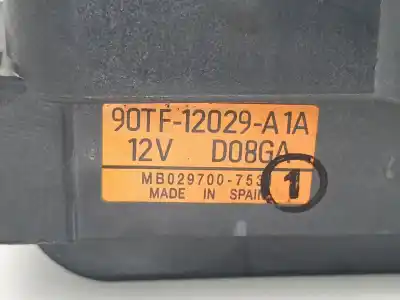 90TF-12029-A1A
12V D08GA
MB029700-753
MADE IN SPAIN
1